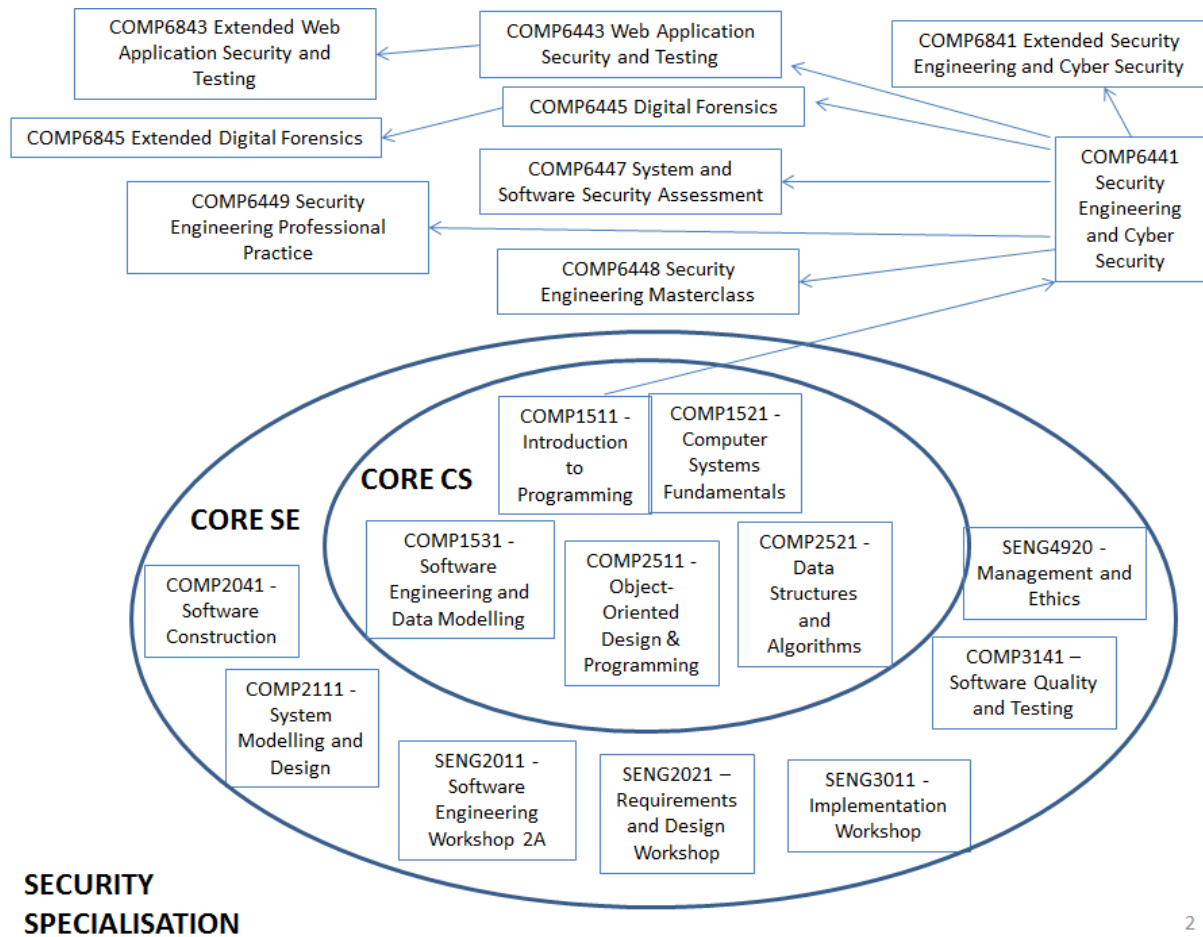 COMP6843 Extended Web
Application Security and
Testing
COMP6443 Web Application
Security and Testing
COMP6841 Extended Security
Engineering and Cyber Security
COMP6445 Digital Forensics
COMP6845 Extended Digital Forensics
COMP6441
Security
Engineering
and Cyber
Security
COMP6447 System and
Software Security Assessment
COMP6449 Security
Engineering Professional
Practice
COMP6448 Security
Engineering Masterclass
COMP1511 -
Introduction
to
Programming
COMP1521 -
Computer
Systems
Fundamentals
CORE CS
CORE SE
COMP1531 -
Software
Engineering and
Data Modelling
COMP2511 -
Object-
Oriented
Design &
Programming
COMP2521 -
Data
Structures
and
Algorithms
SENG4920 -
Management and
Ethics
COMP2041 -
Software
Construction
COMP3141 –
Software Quality
and Testing
COMP2111 -
System
Modelling and
Design
SENG2011 -
Software
Engineering
Workshop 2A
SENG2021 –
Requirements
and Design
Workshop
SENG3011 -
Implementation
Workshop
SECURITY
SPECIALISATION
2